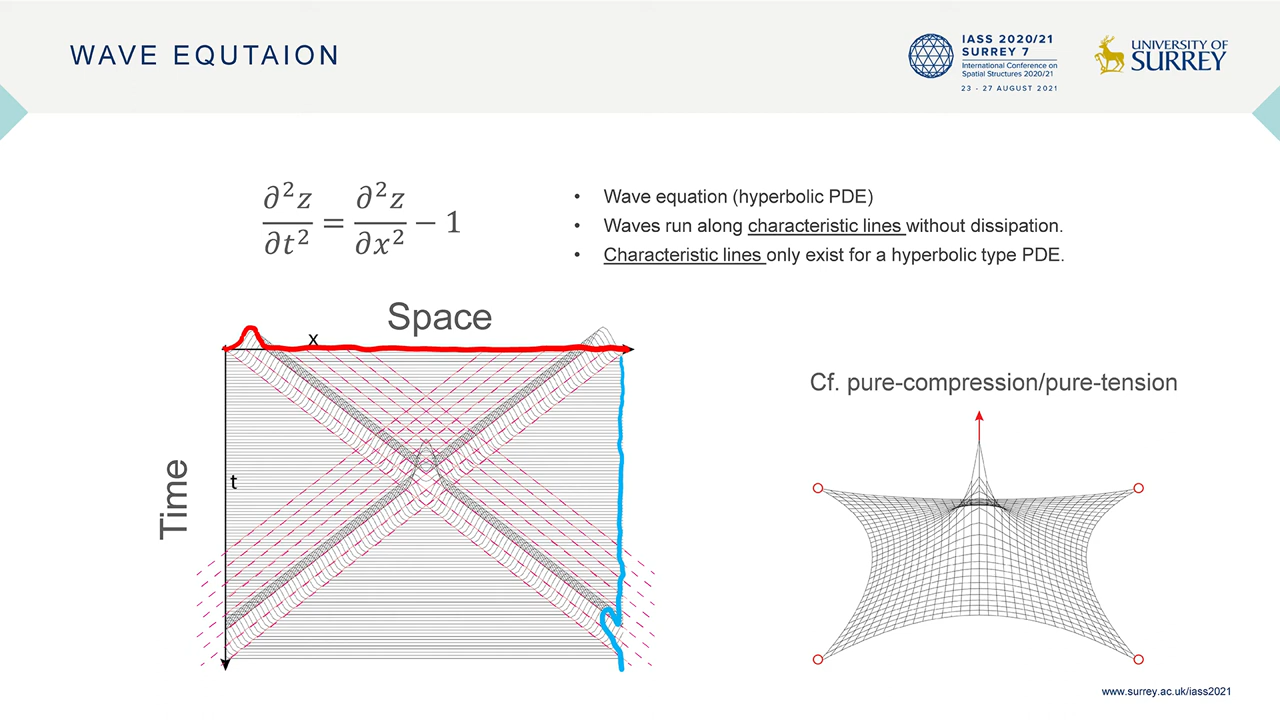 WAVE EQUTAION
IASS 2020/21
SURREY 7
International Conference on
Spatial Structures 2020/21
23 - 27 AUGUST 2021
UNIVERSITY OF
SURREY
∂²z/∂t² = ∂²z/∂x² − 1
• Wave equation (hyperbolic PDE)
• Waves run along characteristic lines without dissipation.
• Characteristic lines only exist for a hyperbolic type PDE.
Space
x
Time
t
Cf. pure-compression/pure-tension
www.surrey.ac.uk/iass2021